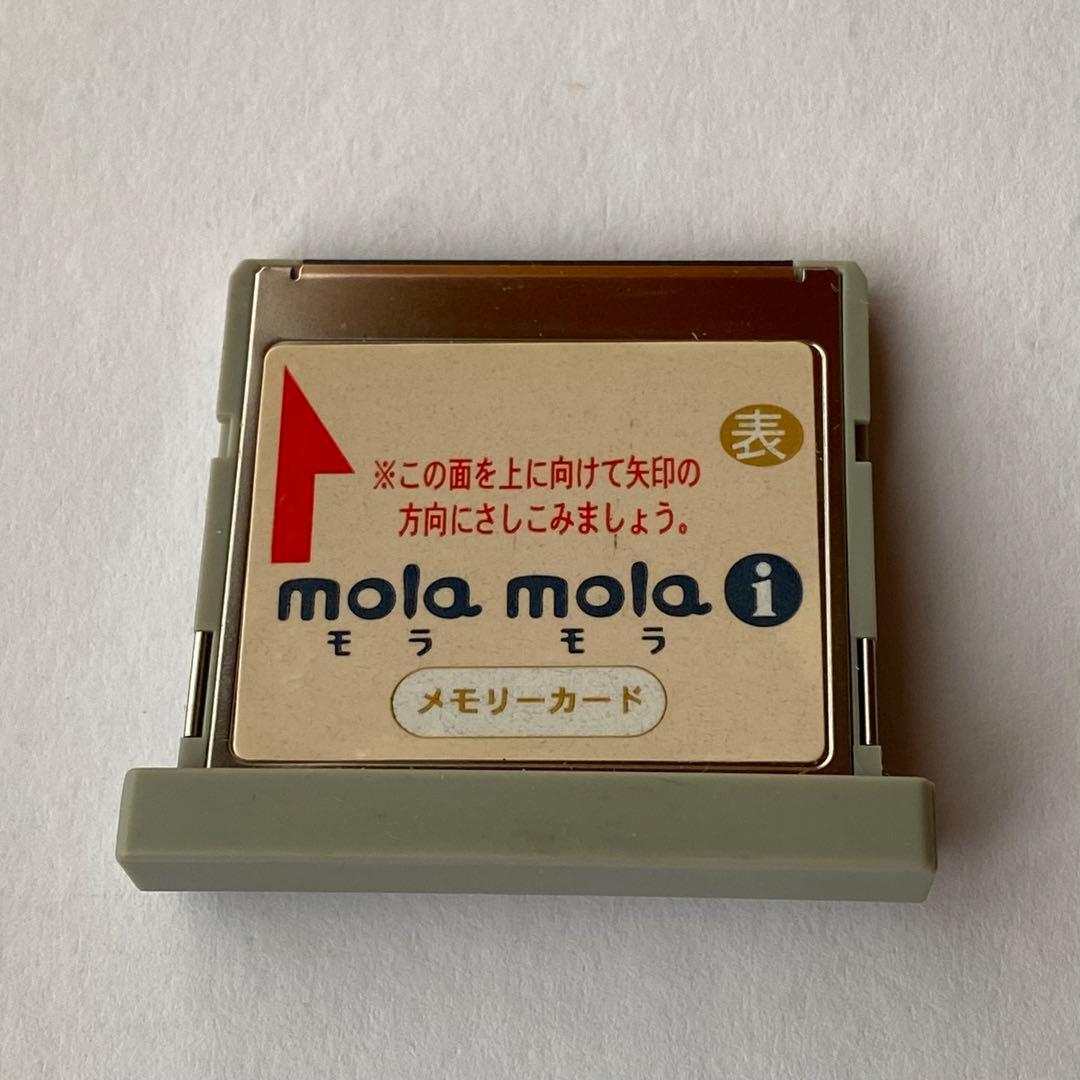 表
※この面を上に向けて矢印の
方向にさしこみましょう。
mola mola i
モラ モラ
メモリーカード